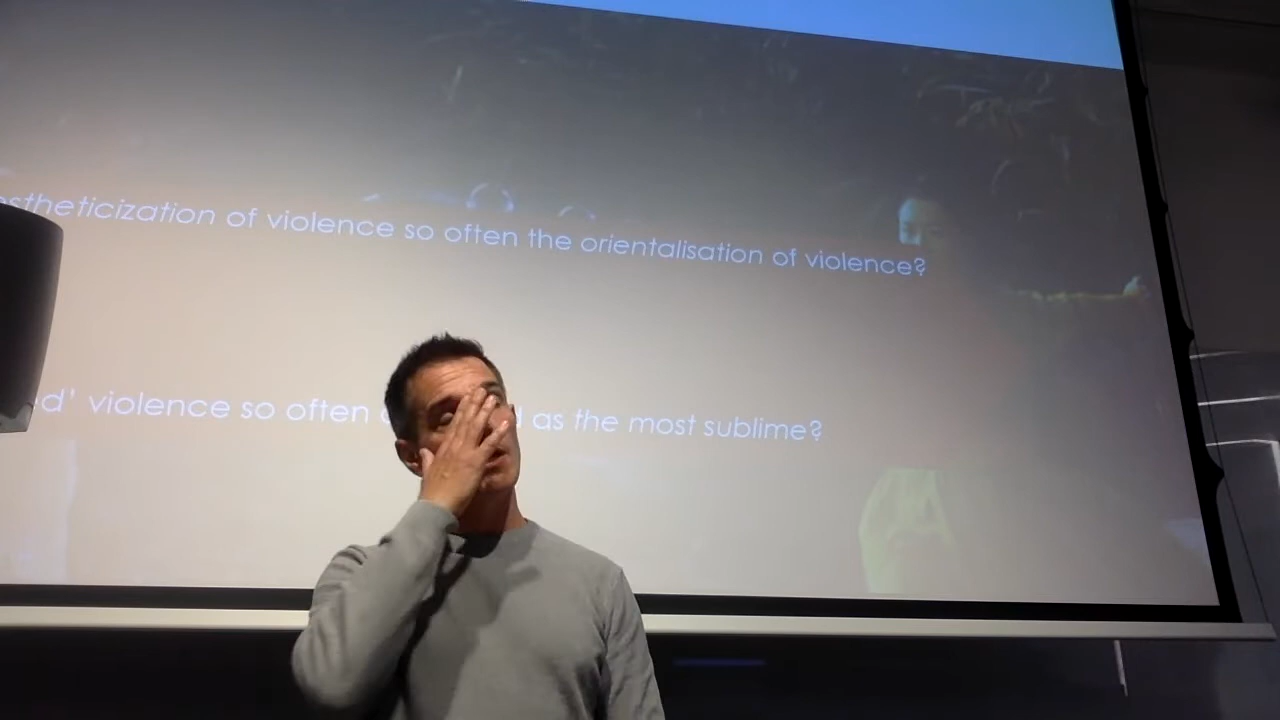 estheticization of violence so often the orientalisation of violence?
d' violence so often as the most sublime?